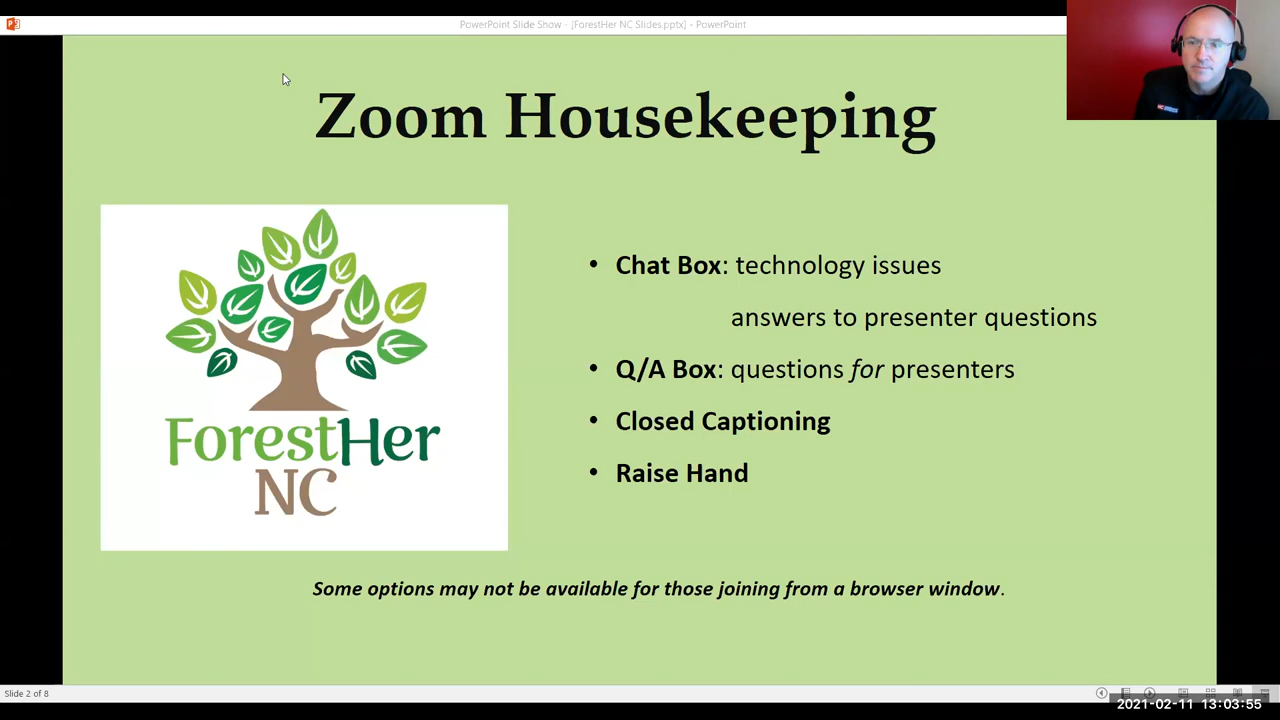 PowerPoint Slide Show - [ForestHer NC Slides.pptx] - PowerPoint
Zoom Housekeeping
ForestHer
NC
• Chat Box: technology issues
answers to presenter questions
• Q/A Box: questions for presenters
• Closed Captioning
• Raise Hand
Some options may not be available for those joining from a browser window.
Slide 2 of 8
2021-02-11 13:03:55